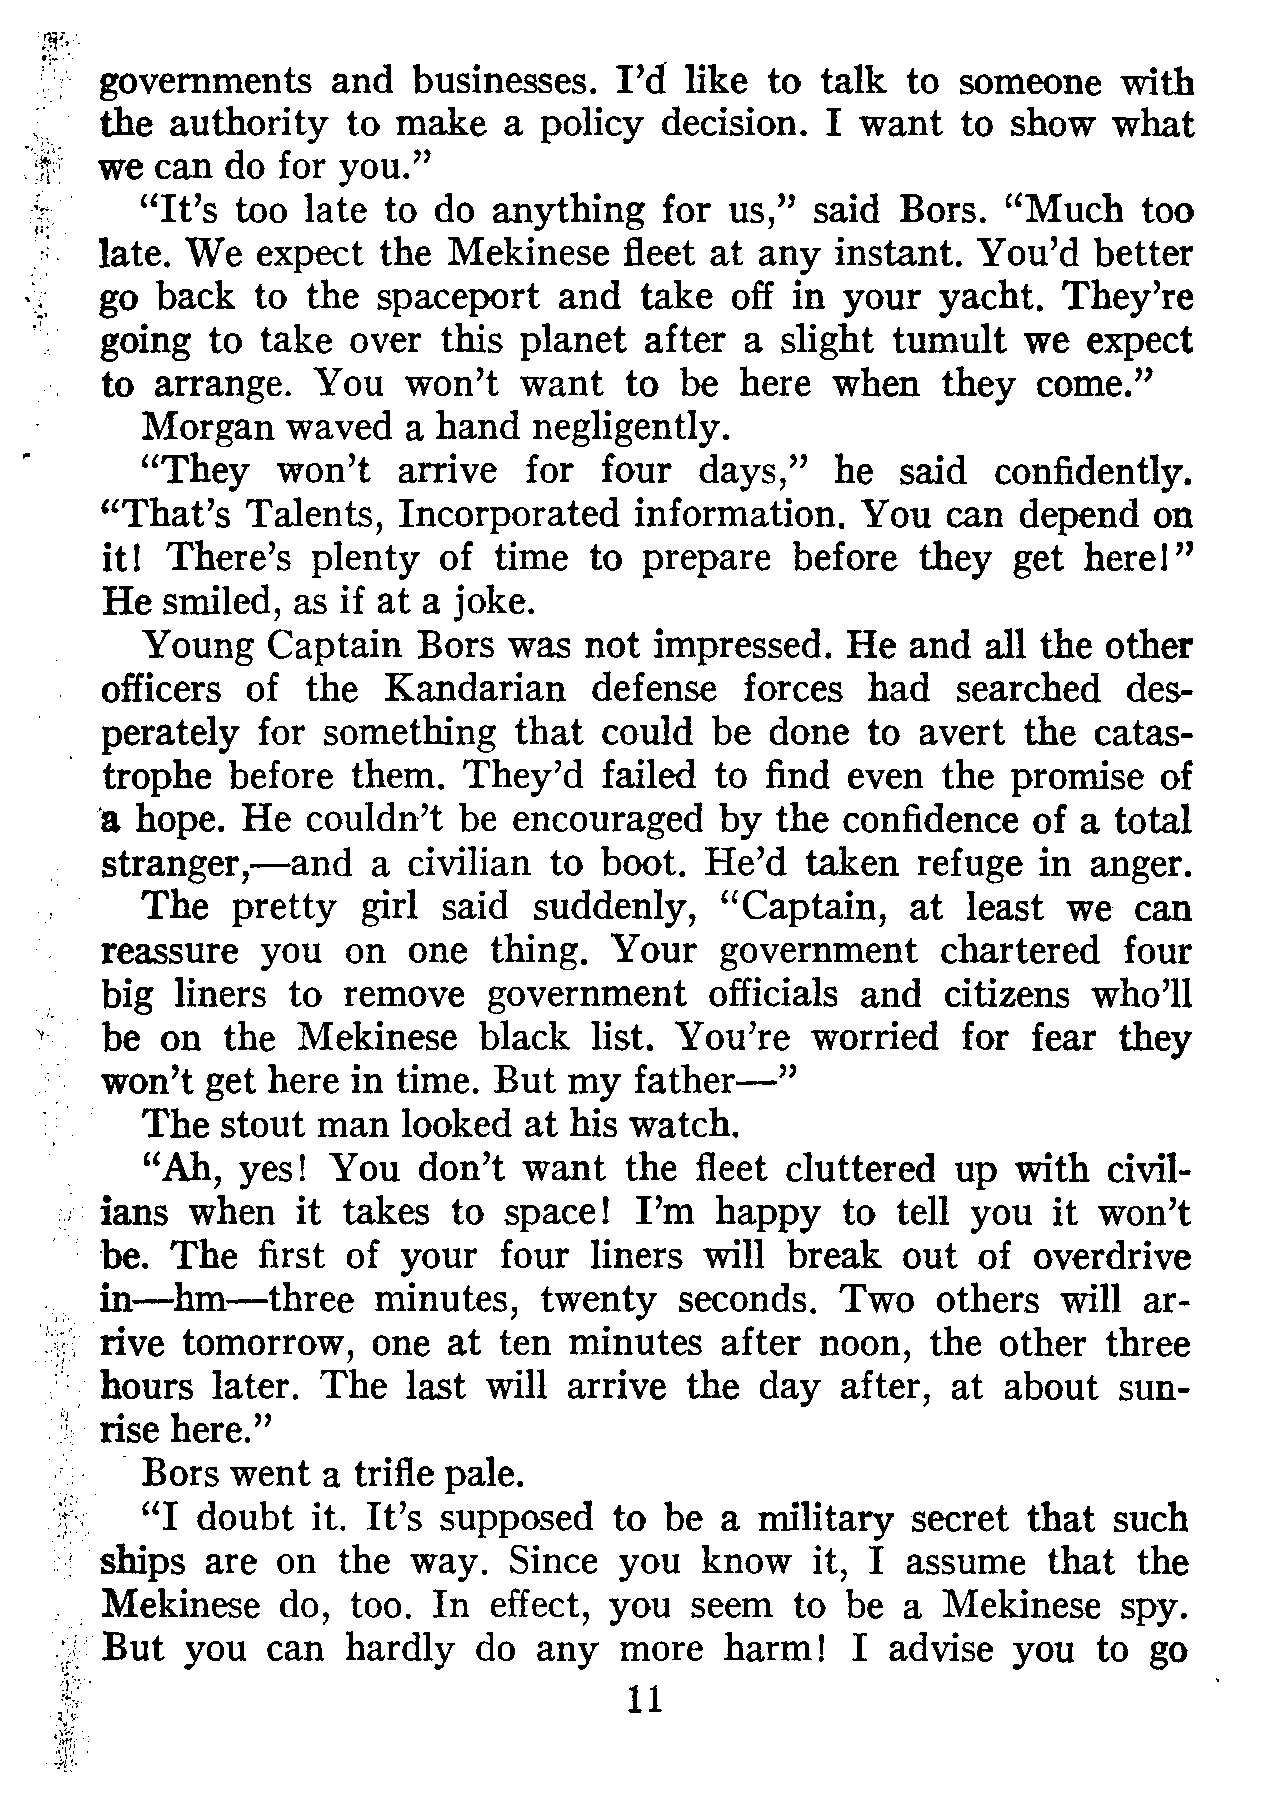 governments and businesses. I’d like to talk to someone with
the authority to make a policy decision. I want to show what
we can do for you.”
“It’s too late to do anything for us,” said Bors. “Much too
late. We expect the Mekinese fleet at any instant. You’d better
go back to the spaceport and take off in your yacht. They’re
going to take over this planet after a slight tumult we expect
to arrange. You won’t want to be here when they come.”
Morgan waved a hand negligently.
“They won’t arrive for four days,” he said confidently.
“That’s Talents, Incorporated information. You can depend on
it! There’s plenty of time to prepare before they get here!”
He smiled, as if at a joke.
Young Captain Bors was not impressed. He and all the other
officers of the Kandarian defense forces had searched des-
perately for something that could be done to avert the catas-
trophe before them. They’d failed to find even the promise of
a hope. He couldn’t be encouraged by the confidence of a total
stranger,—and a civilian to boot. He’d taken refuge in anger.
The pretty girl said suddenly, “Captain, at least we can
reassure you on one thing. Your government chartered four
big liners to remove government officials and citizens who’ll
be on the Mekinese black list. You’re worried for fear they
won’t get here in time. But my father—”
The stout man looked at his watch.
“Ah, yes! You don’t want the fleet cluttered up with civil-
ians when it takes to space! I’m happy to tell you it won’t
be. The first of your four liners will break out of overdrive
in—hm—three minutes, twenty seconds. Two others will ar-
rive tomorrow, one at ten minutes after noon, the other three
hours later. The last will arrive the day after, at about sun-
rise here.”
Bors went a trifle pale.
“I doubt it. It’s supposed to be a military secret that such
ships are on the way. Since you know it, I assume that the
Mekinese do, too. In effect, you seem to be a Mekinese spy.
But you can hardly do any more harm! I advise you to go
11